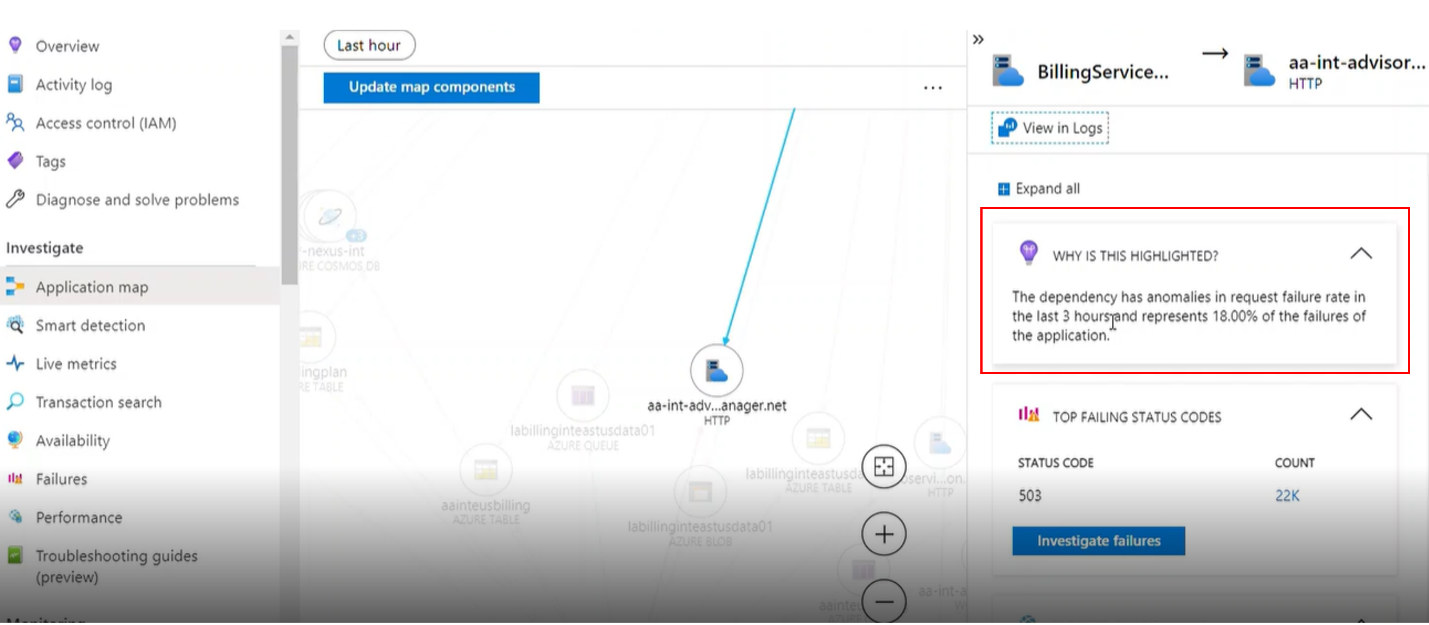 Overview
Activity log
Access control (IAM)
Tags
Diagnose and solve problems
Investigate
Application map
Smart detection
Live metrics
Transaction search
Availability
Failures
Performance
Troubleshooting guides
(preview)
Monitoring
Last hour
Update map components
...
-nexus-int
RE COSMOS DB
+3
ingplan
RE TABLE
aa-int-adv...anager.net
HTTP
labillinginteastusdata01
AZURE QUEUE
aainteusbilling
AZURE TABLE
labillinginteastusdata01
AZURE BLOB
labillinginteastusd
AZURE TABLE
servi...on.
HTTP
aa-int-a
aainteu
»
BillingService...
aa-int-advisor...
HTTP
View in Logs
Expand all
WHY IS THIS HIGHLIGHTED?
The dependency has anomalies in request failure rate in
the last 3 hours and represents 18.00% of the failures of
the application.
TOP FAILING STATUS CODES
STATUS CODE COUNT
503 22K
Investigate failures